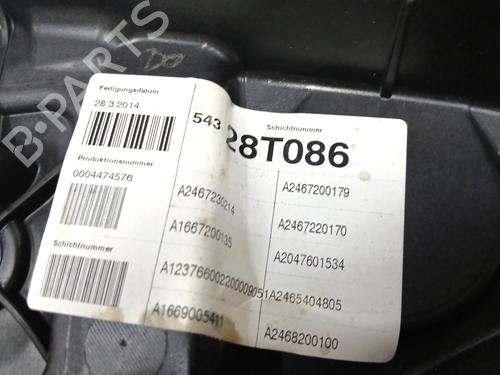 B-PARTS
Fertigungsdatum
28.3.2014
543
Schichtnummer
28T086
Produktionsnummer
0004474576
Schichtnummer
A2467230214
A2467200179
A1667200135
A2467220170
A2047601534
A123766002200009051
A2465404805
A1669005411
A2468200100